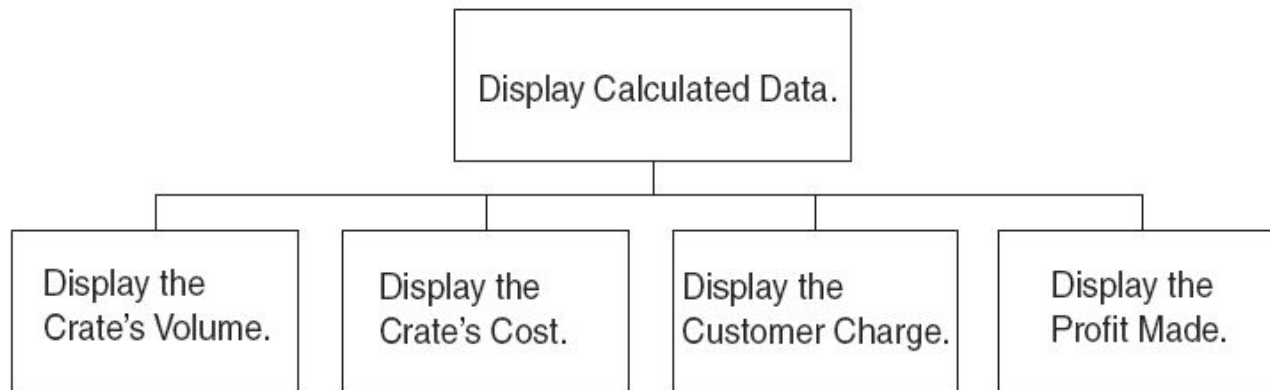 Display Calculated Data.
Display the
Crate’s Volume.
Display the
Crate’s Cost.
Display the
Customer Charge.
Display the
Profit Made.